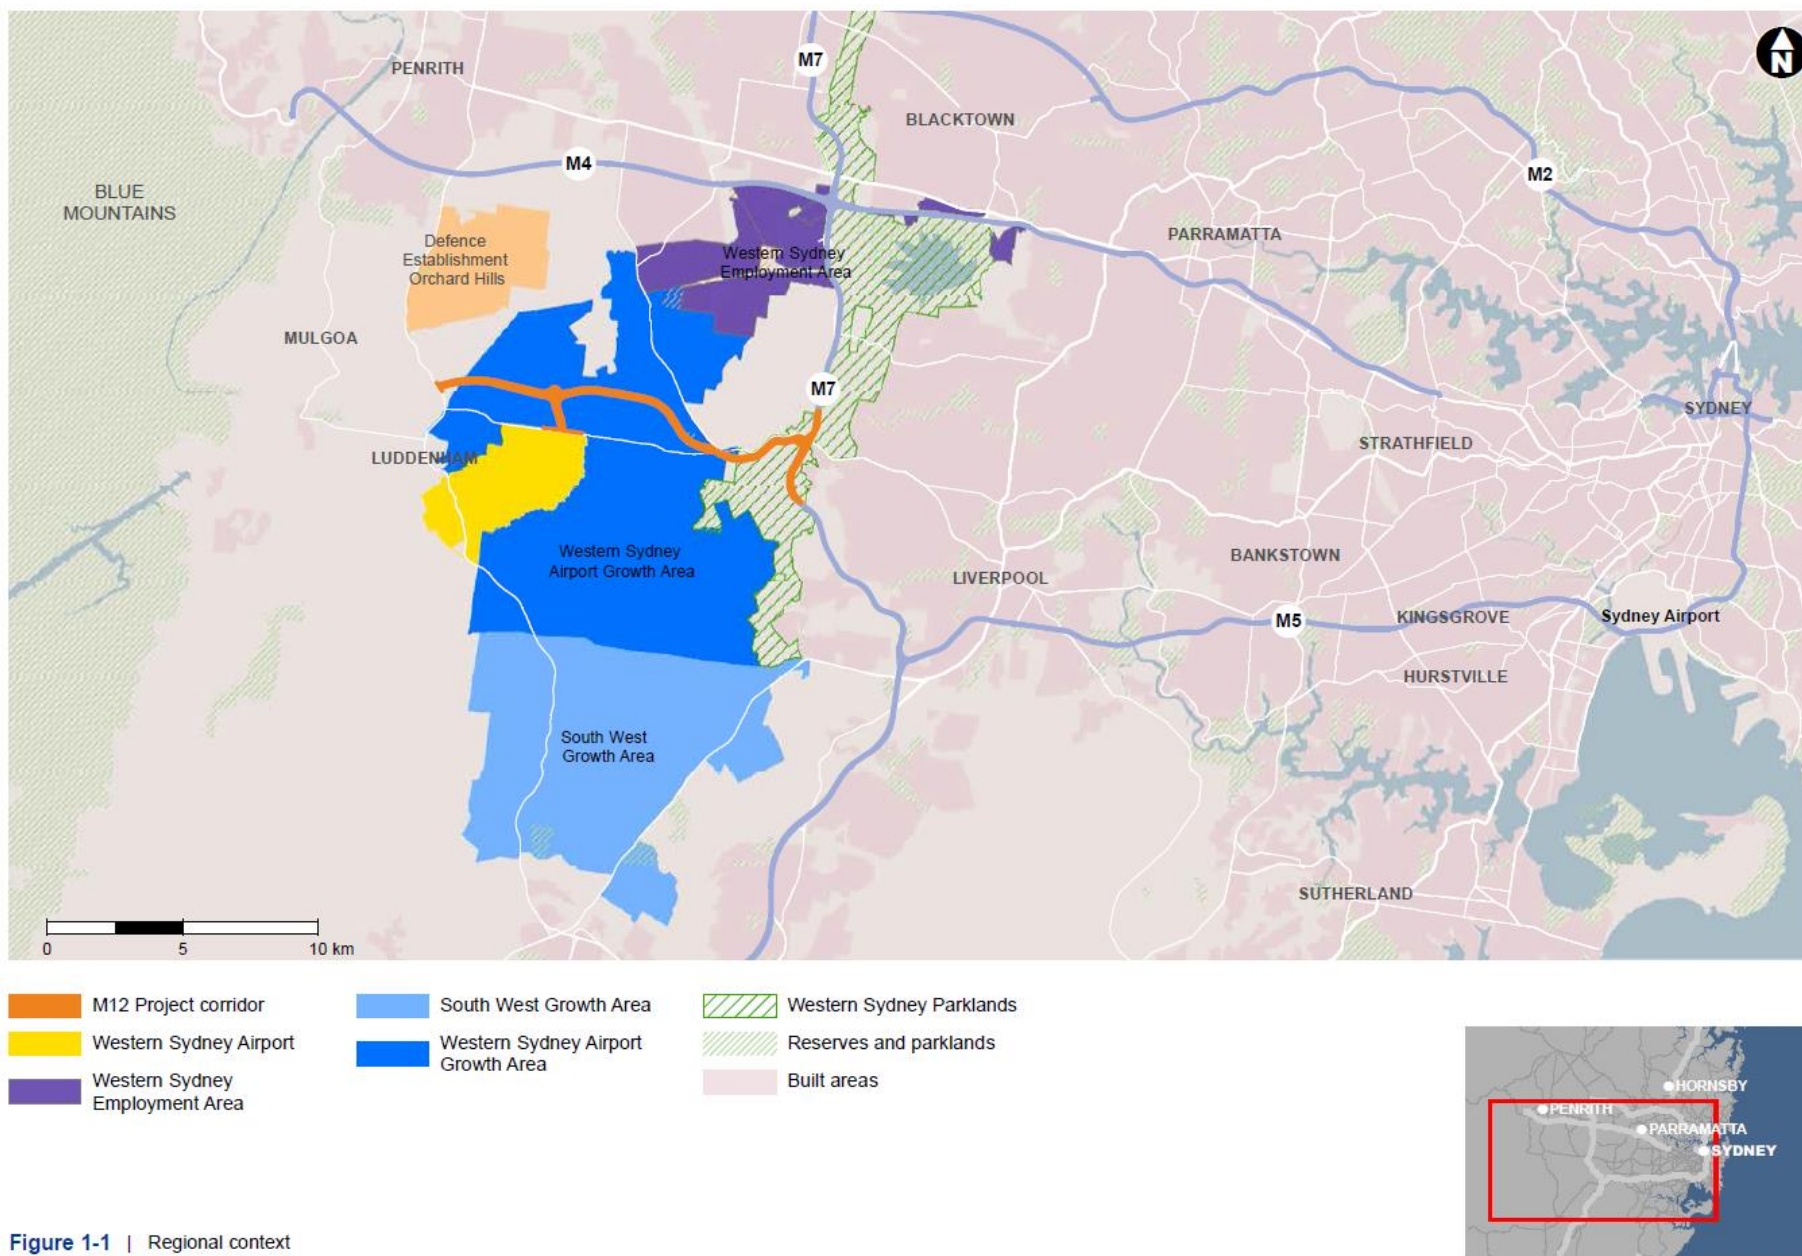 M7
N
PENRITH
BLACKTOWN
M4
M2
BLUE
MOUNTAINS
PARRAMATTA
Defence
Establishment
Orchard Hills
Western Sydney
Employment Area
MULGOA
M7
SYDNEY
STRATHFIELD
LUDDENHAM
Western Sydney
Airport Growth Area
BANKSTOWN
LIVERPOOL
M5
KINGSGROVE
Sydney Airport
HURSTVILLE
South West
Growth Area
SUTHERLAND
0 5 10 km
M12 Project corridor
Western Sydney Airport
Western Sydney
Employment Area
South West Growth Area
Western Sydney Airport
Growth Area
Western Sydney Parklands
Reserves and parklands
Built areas
HORNSBY
PENRITH
PARRAMATTA
SYDNEY
Figure 1-1 | Regional context